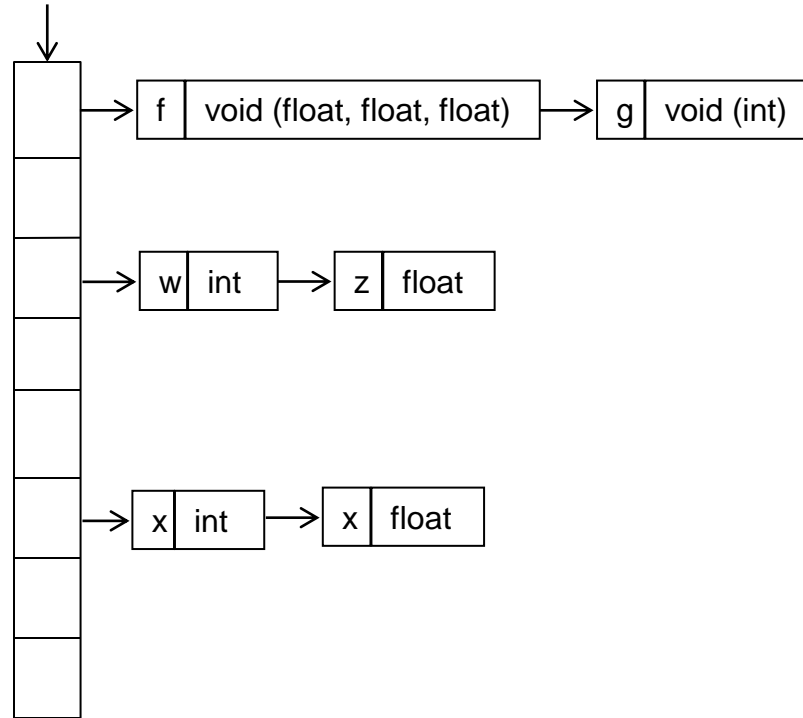 f void (float, float, float) g void (int)
w int z float
x int x float